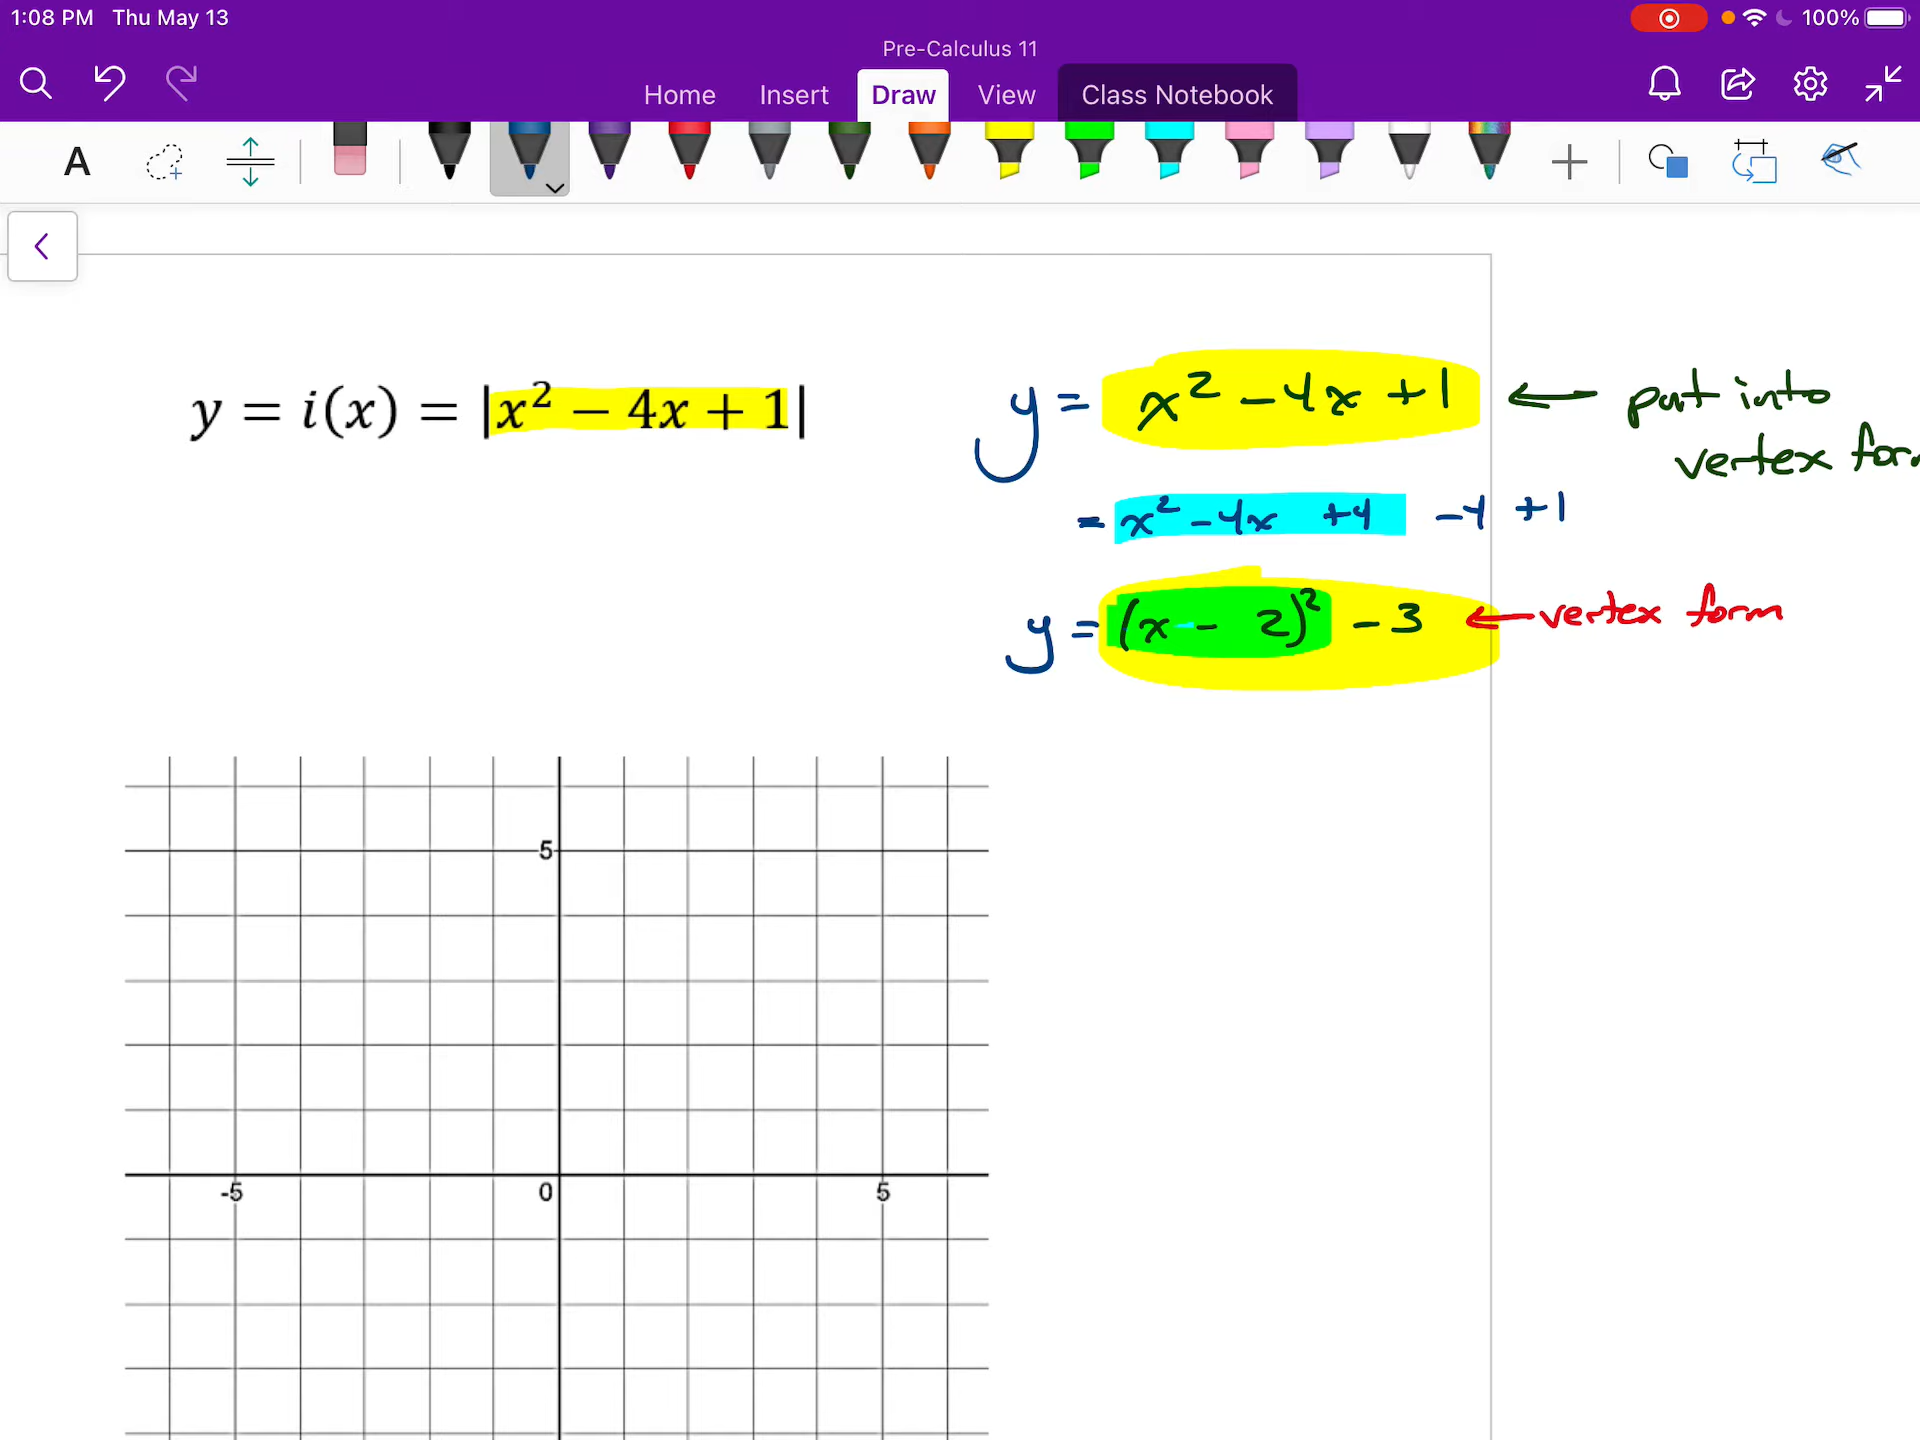 1:08 PM Thu May 13
100%
Pre-Calculus 11
Home Insert Draw View Class Notebook
A
y = i(x) = |x² − 4x + 1|
y = x² - 4x + 1 ← put into
vertex for
= x² - 4x + 4 - 4 + 1
y = (x - 2)² - 3 ← vertex form
5
-5 0 5